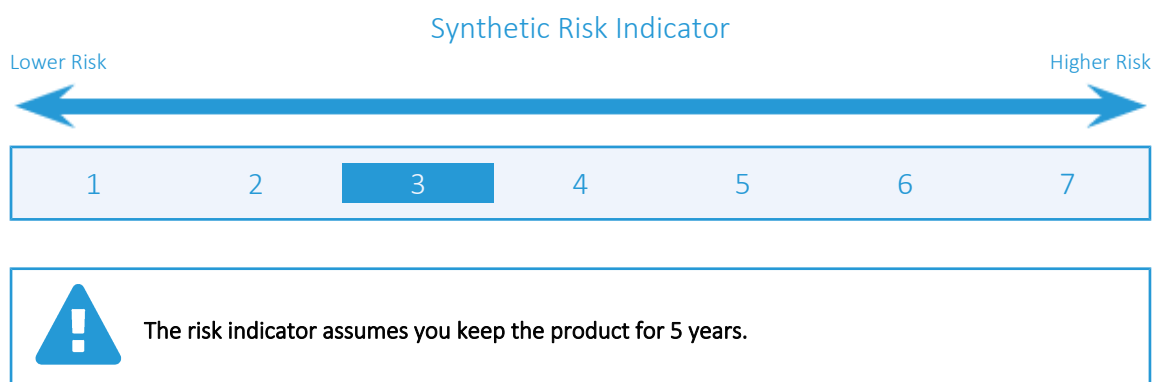 Synthetic Risk Indicator
Lower Risk Higher Risk
1 2 3 4 5 6 7
The risk indicator assumes you keep the product for 5 years.